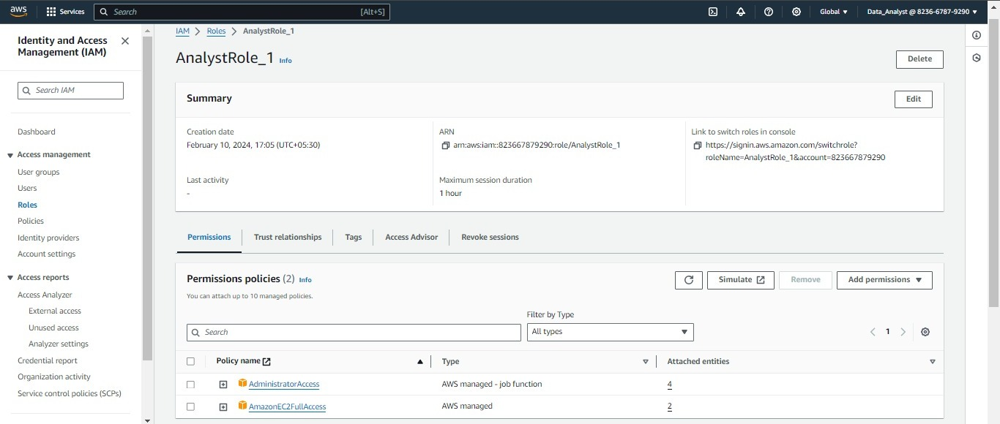 aws
Services
Search
[Alt+S]
Global
Data_Analyst @ 8236-6787-9290
Identity and Access
Management (IAM)
Search IAM
Dashboard
Access management
User groups
Users
Roles
Policies
Identity providers
Account settings
Access reports
Access Analyzer
External access
Unused access
Analyzer settings
Credential report
Organization activity
Service control policies (SCPs)
IAM > Roles > AnalystRole_1
AnalystRole_1 Info
Delete
Summary
Edit
Creation date
February 10, 2024, 17:05 (UTC+05:30)
Last activity
-
ARN
arn:aws:iam::823667879290:role/AnalystRole_1
Maximum session duration
1 hour
Link to switch roles in console
https://signin.aws.amazon.com/switchrole?
roleName=AnalystRole_1&account=823667879290
Permissions
Trust relationships
Tags
Access Advisor
Revoke sessions
Permissions policies (2) Info
You can attach up to 10 managed policies.
Simulate
Remove
Add permissions
Filter by Type
Search
All types
1
Policy name
Type
Attached entities
AdministratorAccess
AWS managed - job function
4
AmazonEC2FullAccess
AWS managed
2